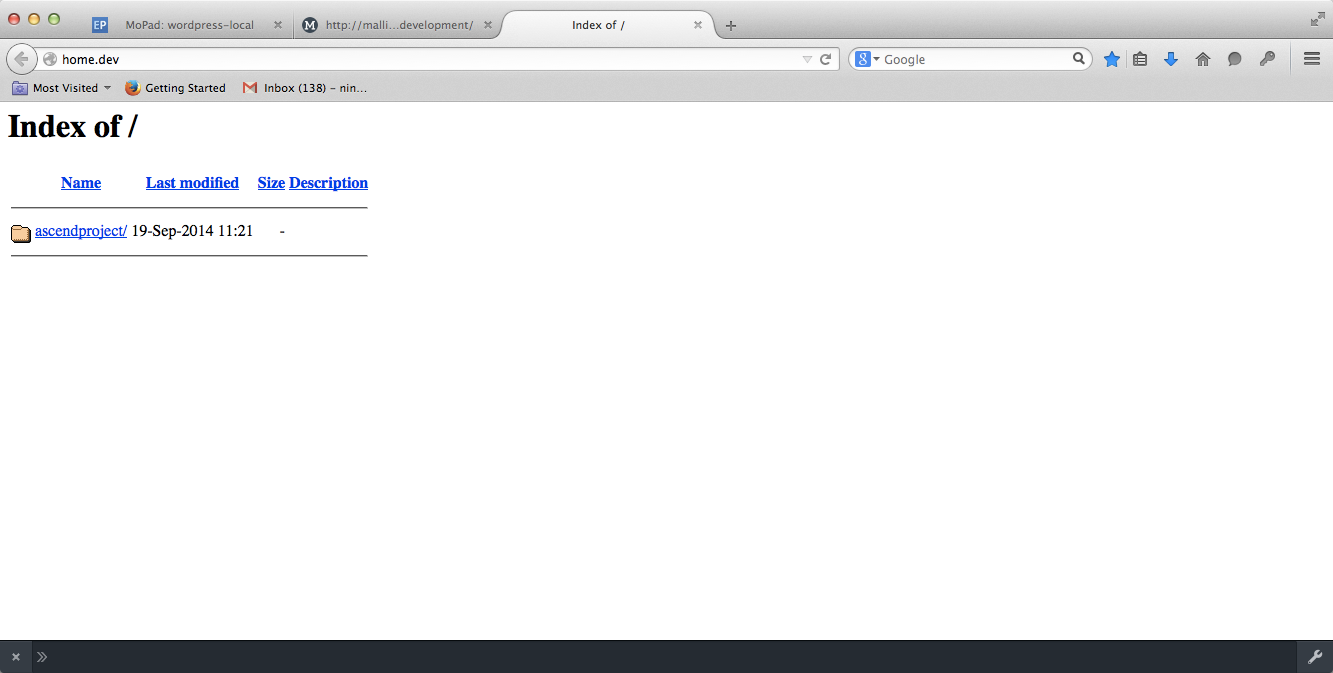 EP MoPad: wordpress-local M http://malli...development/ Index of /
home.dev 8 Google
Most Visited Getting Started Inbox (138) – nin...
Index of /
Name Last modified Size Description
ascendproject/ 19-Sep-2014 11:21 -